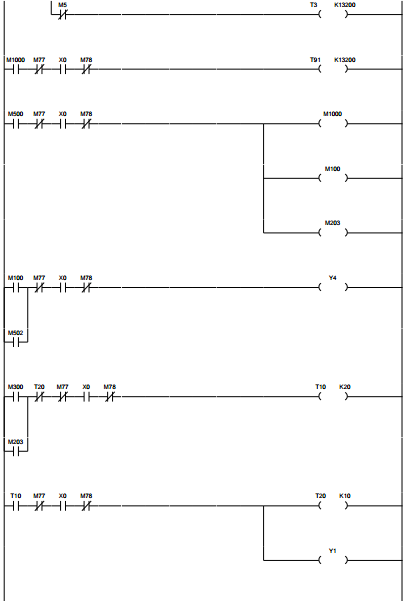 M5 T3 K13200
M1000 M77 X0 M78 T91 K13200
M500 M77 X0 M78 M1000
M100
M203
M100 M77 X0 M78 Y4
M502
M300 T20 M77 X0 M78 T10 K20
M203
T10 M77 X0 M78 T20 K10
Y1